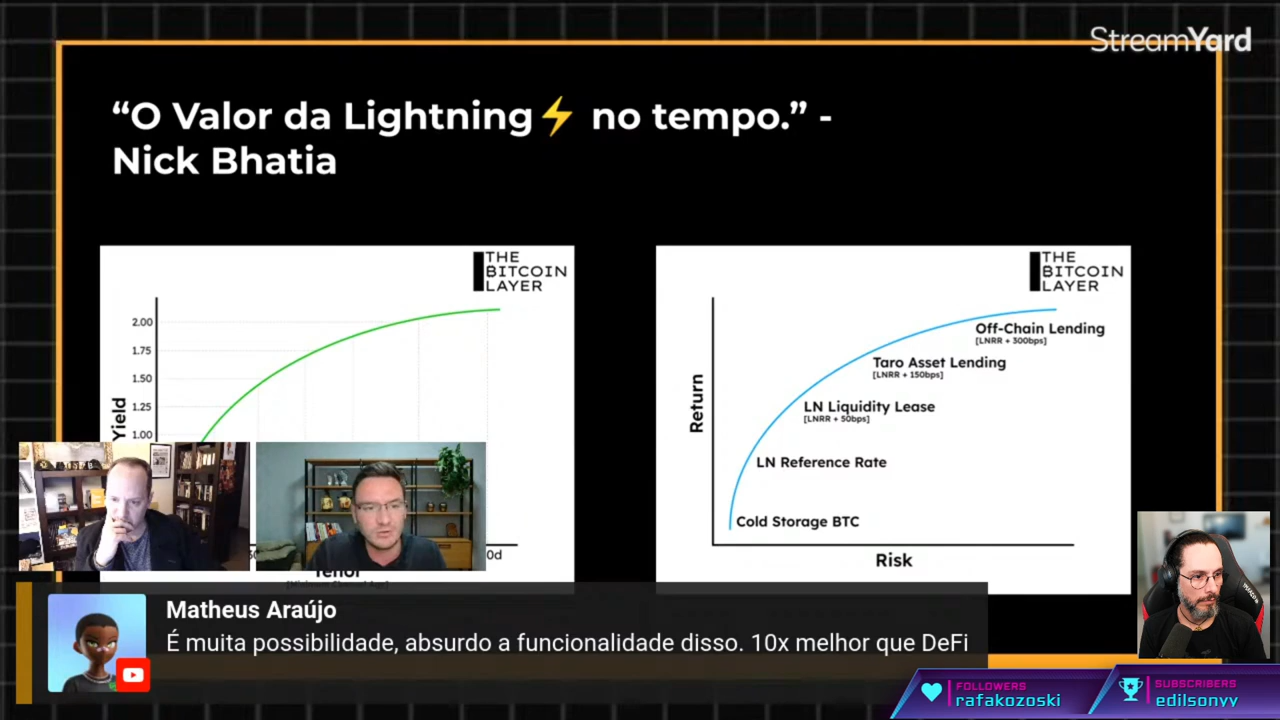 StreamYard
“O Valor da Lightning⚡ no tempo.” -
Nick Bhatia
THE
BITCOIN
LAYER
2.00
1.75
1.50
1.25
1.00
Yield
0d
Tenor
THE
BITCOIN
LAYER
Return
Off-Chain Lending
[LNRR + 300bps]
Taro Asset Lending
[LNRR + 150bps]
LN Liquidity Lease
[LNRR + 50bps]
LN Reference Rate
Cold Storage BTC
Risk
Matheus Araújo
É muita possibilidade, absurdo a funcionalidade disso. 10x melhor que DeFi
FOLLOWERS
rafakozoski
SUBSCRIBERS
edilsonyy